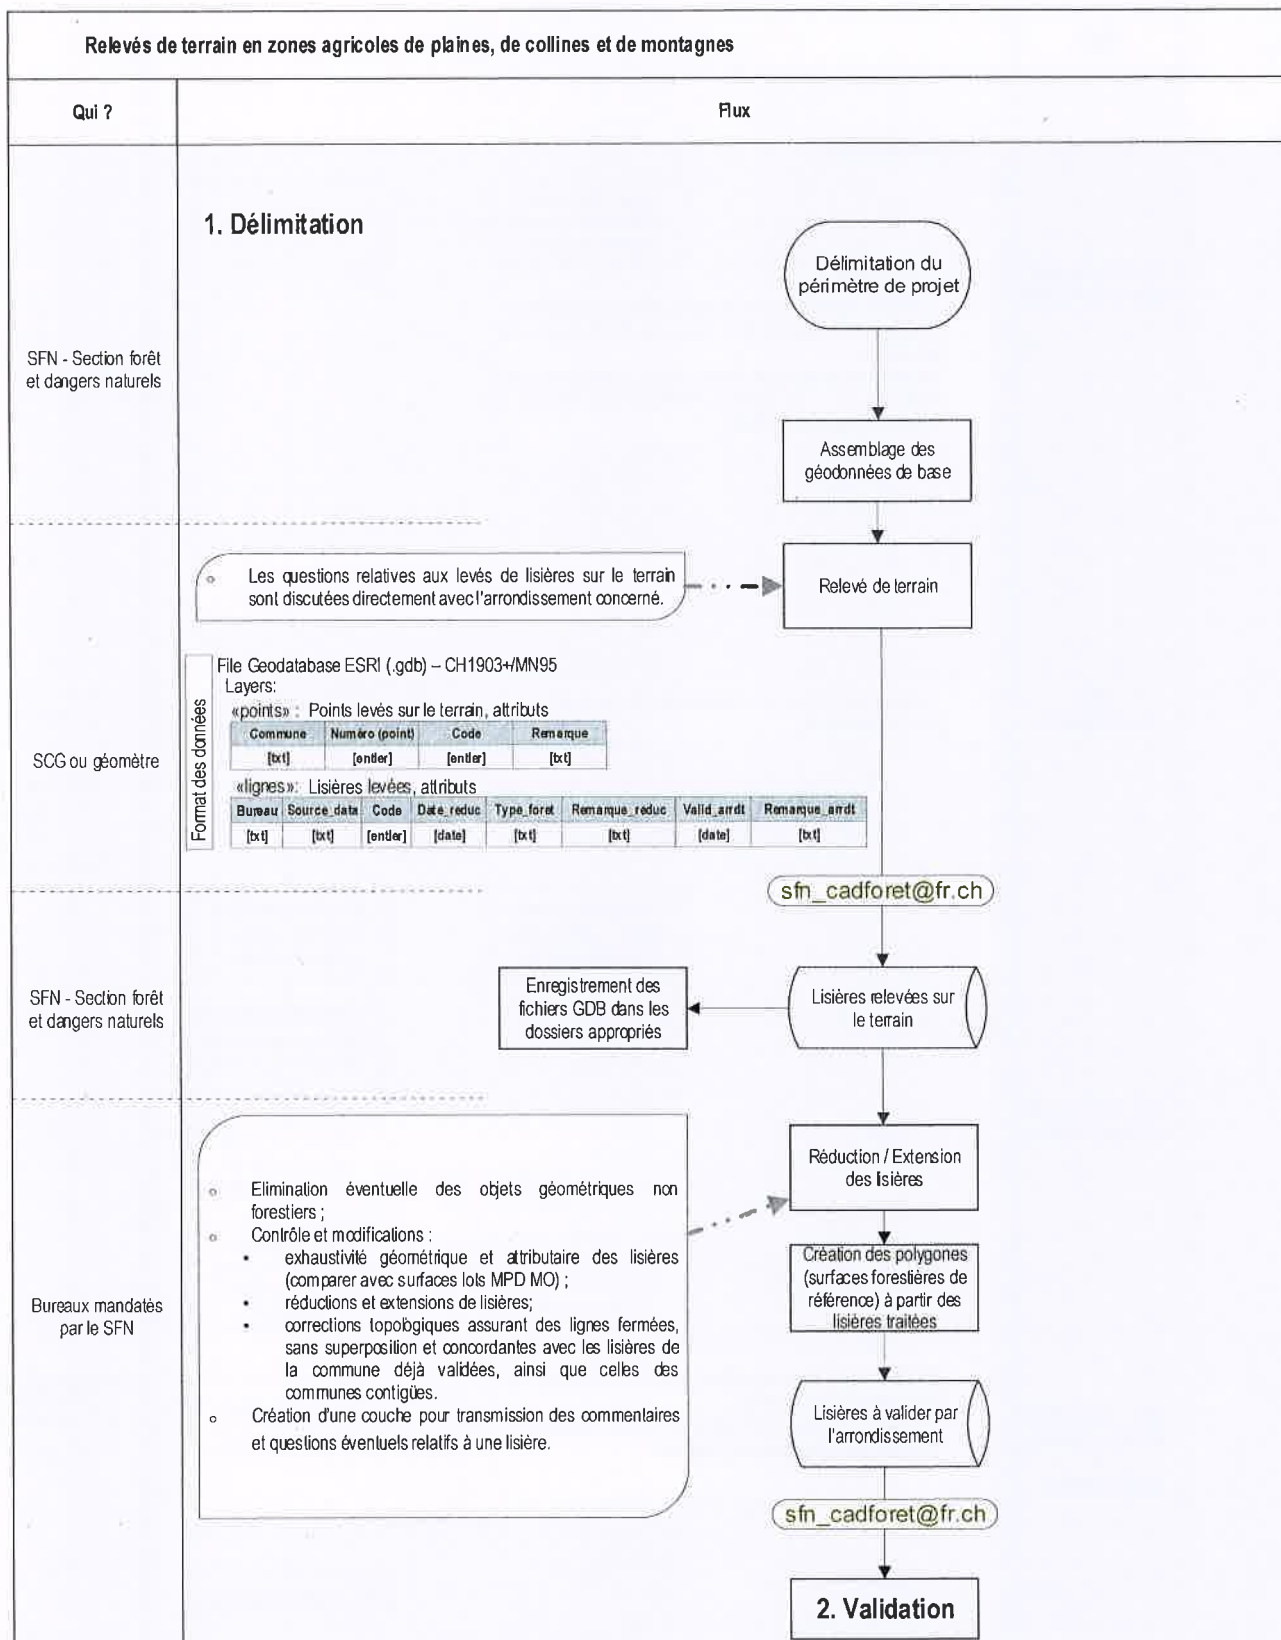 Relevés de terrain en zones agricoles de plaines, de collines et de montagnes
Qui ?
Flux
1. Délimitation
Délimitation du
périmètre de projet
SFN - Section forêt
et dangers naturels
Assemblage des
géodonnées de base
Les questions relatives aux levés de lisières sur le terrain
sont discutées directement avec l'arrondissement concerné.
Relevé de terrain
SCG ou géomètre
Format des données
File Geodatabase ESRI (.gdb) – CH1903+/MN95
Layers:
«points» : Points levés sur le terrain, attributs
Commune Numéro (point) Code Remarque
[txt] [entier] [entier] [txt]
«lignes»: Lisières levées, attributs
Bureau Source_data Code Date_reduc Type_foret Remarque_reduc Valid_arrdt Remarque_arrdt
[txt] [txt] [entier] [date] [txt] [txt] [date] [txt]
sfn_cadforet@fr.ch
SFN - Section forêt
et dangers naturels
Enregistrement des
fichiers GDB dans les
dossiers appropriés
Lisières relevées sur
le terrain
Bureaux mandatés
par le SFN
Elimination éventuelle des objets géométriques non
forestiers ;
Contrôle et modifications :
exhaustivité géométrique et attributaire des lisières
(comparer avec surfaces lots MPD MO) ;
réductions et extensions de lisières;
corrections topologiques assurant des lignes fermées,
sans superposition et concordantes avec les lisières de
la commune déjà validées, ainsi que celles des
communes contigües.
Création d'une couche pour transmission des commentaires
et questions éventuels relatifs à une lisière.
Réduction / Extension
des lisières
Création des polygones
(surfaces forestières de
référence) à partir des
lisières traitées
Lisières à valider par
l'arrondissement
sfn_cadforet@fr.ch
2. Validation